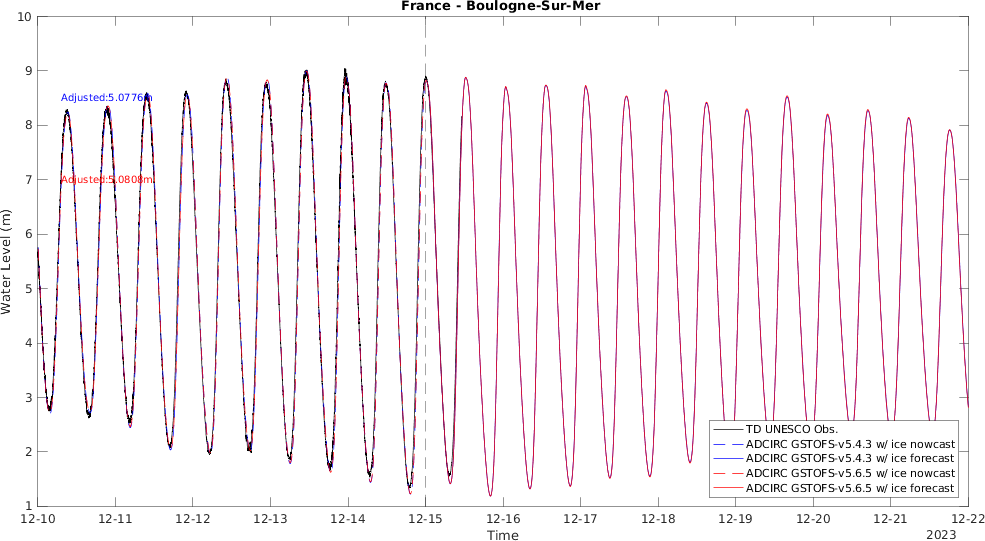 France - Boulogne-Sur-Mer
Water Level (m)
10
9
8
7
6
5
4
3
2
1
Adjusted:5.0776m
Adjusted:5.0808m
TD UNESCO Obs.
ADCIRC GSTOFS-v5.4.3 w/ ice nowcast
ADCIRC GSTOFS-v5.4.3 w/ ice forecast
ADCIRC GSTOFS-v5.6.5 w/ ice nowcast
ADCIRC GSTOFS-v5.6.5 w/ ice forecast
12-10 12-11 12-12 12-13 12-14 12-15 12-16 12-17 12-18 12-19 12-20 12-21 12-22
Time
2023